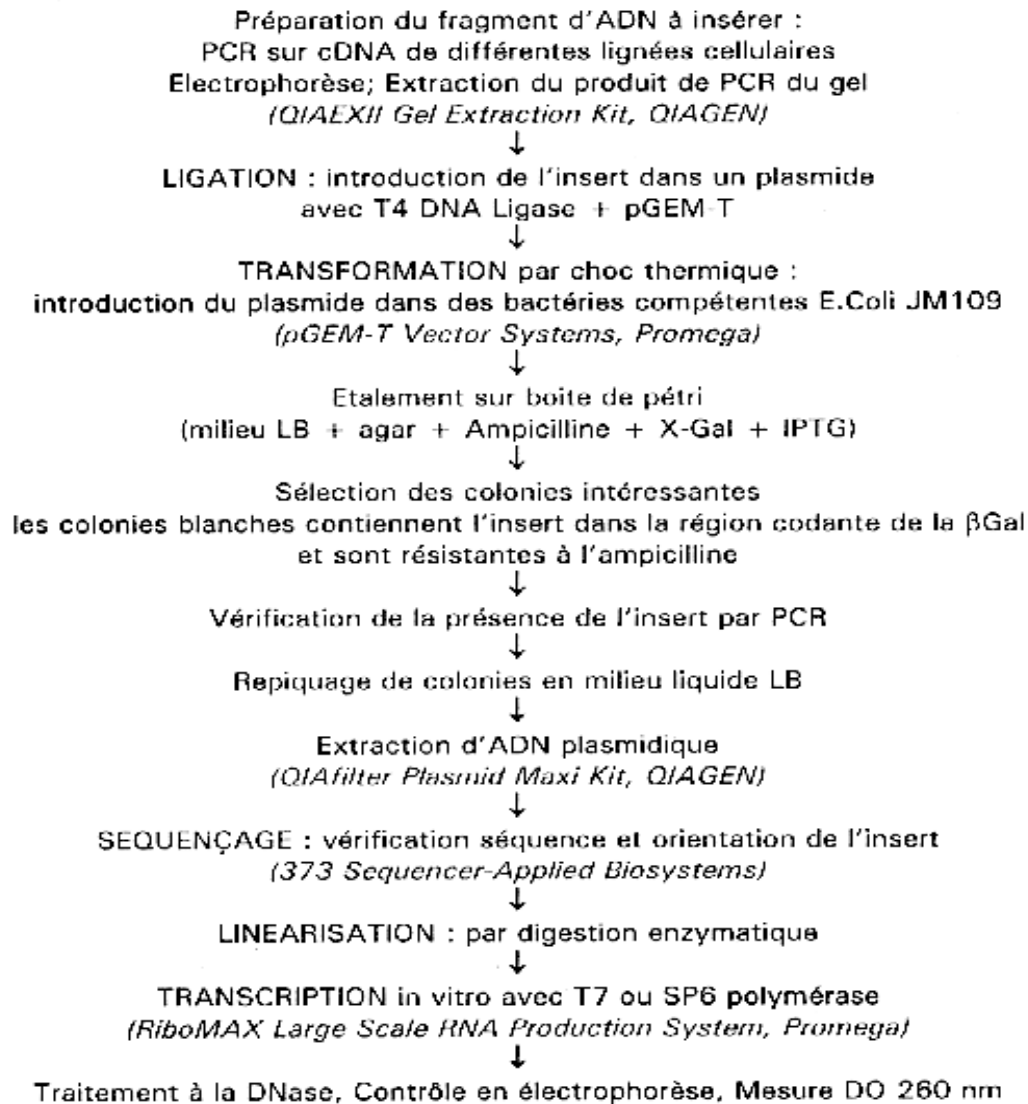 Préparation du fragment d'ADN à insérer :
PCR sur cDNA de différentes lignées cellulaires
Electrophorèse; Extraction du produit de PCR du gel
(QIAEXII Gel Extraction Kit, QIAGEN)
↓
LIGATION : introduction de l'insert dans un plasmide
avec T4 DNA Ligase + pGEM-T
↓
TRANSFORMATION par choc thermique :
introduction du plasmide dans des bactéries compétentes E.Coli JM109
(pGEM-T Vector Systems, Promega)
↓
Etalement sur boite de pétri
(milieu LB + agar + Ampicilline + X-Gal + IPTG)
↓
Sélection des colonies intéressantes
les colonies blanches contiennent l'insert dans la région codante de la βGal
et sont résistantes à l'ampicilline
↓
Vérification de la présence de l'insert par PCR
↓
Repiquage de colonies en milieu liquide LB
↓
Extraction d'ADN plasmidique
(QIAfilter Plasmid Maxi Kit, QIAGEN)
↓
SEQUENÇAGE : vérification séquence et orientation de l'insert
(373 Sequencer-Applied Biosystems)
↓
LINEARISATION : par digestion enzymatique
↓
TRANSCRIPTION in vitro avec T7 ou SP6 polymérase
(RiboMAX Large Scale RNA Production System, Promega)
↓
Traitement à la DNase, Contrôle en électrophorèse, Mesure DO 260 nm